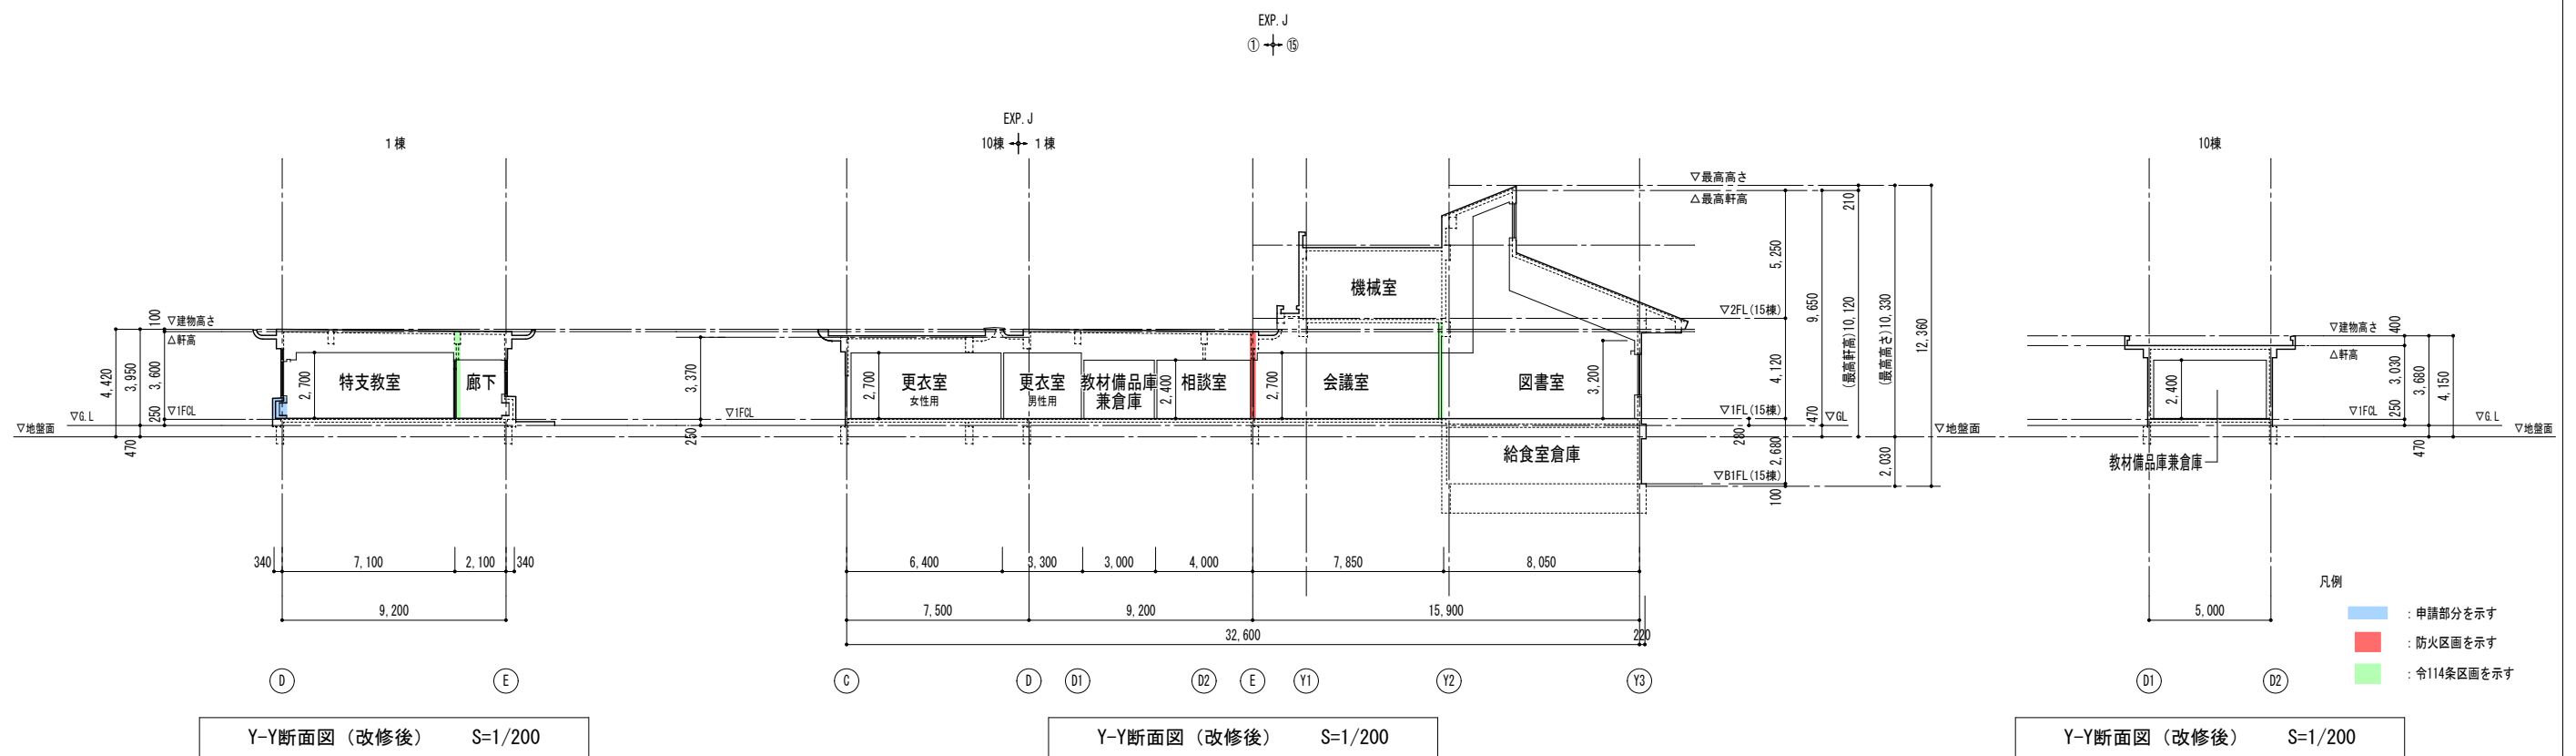 EXP. J
① ⑮
1棟
EXP. J
10棟 1棟
10棟
▽最高高さ
△最高軒高
210
5,250
9,650
(最高軒高)10,120
(最高高さ)10,330
12,360
機械室
▽2FL(15棟)
100
▽建物高さ
△軒高
4,420
3,950
3,600
250
2,700
特支教室
廊下
▽1FCL
▽G.L
▽地盤面
470
3,370
▽1FCL
250
2,700
更衣室
女性用
更衣室
男性用
教材備品庫
兼倉庫
2,400
相談室
2,700
会議室
図書室
3,200
4,120
▽1FL(15棟)
470
▽GL
▽地盤面
280
2,680
2,030
給食室倉庫
▽B1FL(15棟)
100
▽建物高さ
400
△軒高
3,030
3,680
4,150
2,400
▽1FCL
250
▽G.L
▽地盤面
470
教材備品庫兼倉庫
340
7,100
2,100
340
9,200
6,400
3,300
3,000
4,000
7,850
8,050
7,500
9,200
15,900
32,600
220
5,000
凡例
：申請部分を示す
：防火区画を示す
：令114条区画を示す
D
E
C
D
D1
D2
E
Y1
Y2
Y3
D1
D2
Y-Y断面図（改修後） S=1/200
Y-Y断面図（改修後） S=1/200
Y-Y断面図（改修後） S=1/200